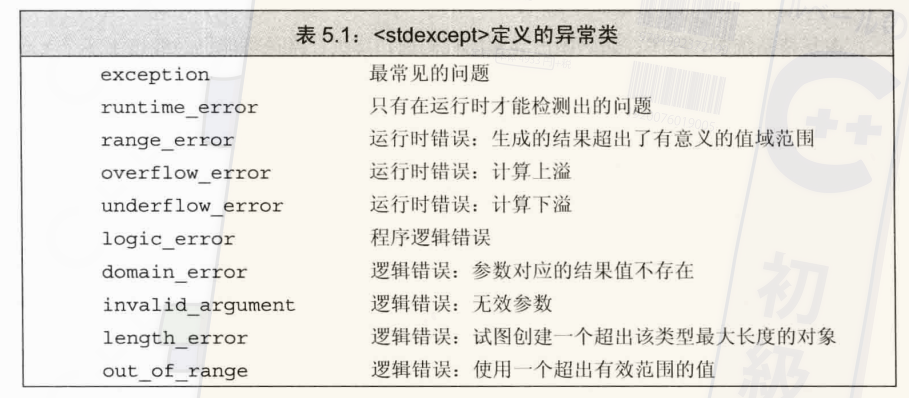 表 5.1：<stdexcept>定义的异常类
exception 最常见的问题
runtime_error 只有在运行时才能检测出的问题
range_error 运行时错误：生成的结果超出了有意义的值域范围
overflow_error 运行时错误：计算上溢
underflow_error 运行时错误：计算下溢
logic_error 程序逻辑错误
domain_error 逻辑错误：参数对应的结果值不存在
invalid_argument 逻辑错误：无效参数
length_error 逻辑错误：试图创建一个超出该类型最大长度的对象
out_of_range 逻辑错误：使用一个超出有效范围的值
C++
初
級